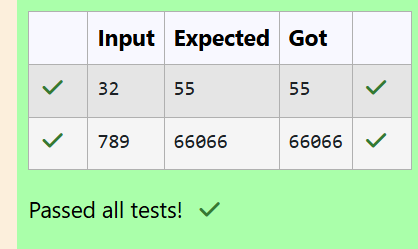 Input Expected Got
32 55 55
789 66066 66066
Passed all tests!